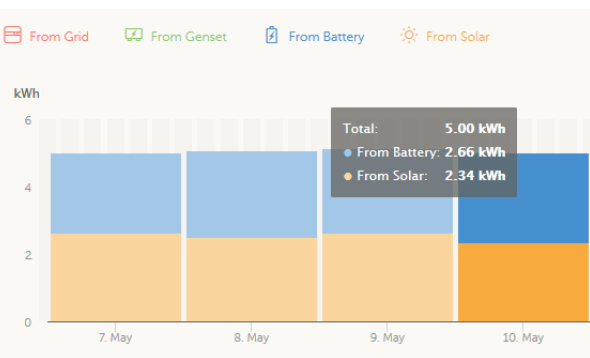 From Grid From Genset From Battery From Solar
kWh
6
Total: 5.00 kWh
From Battery: 2.66 kWh
From Solar: 2.34 kWh
4
2
0
7. May 8. May 9. May 10. May